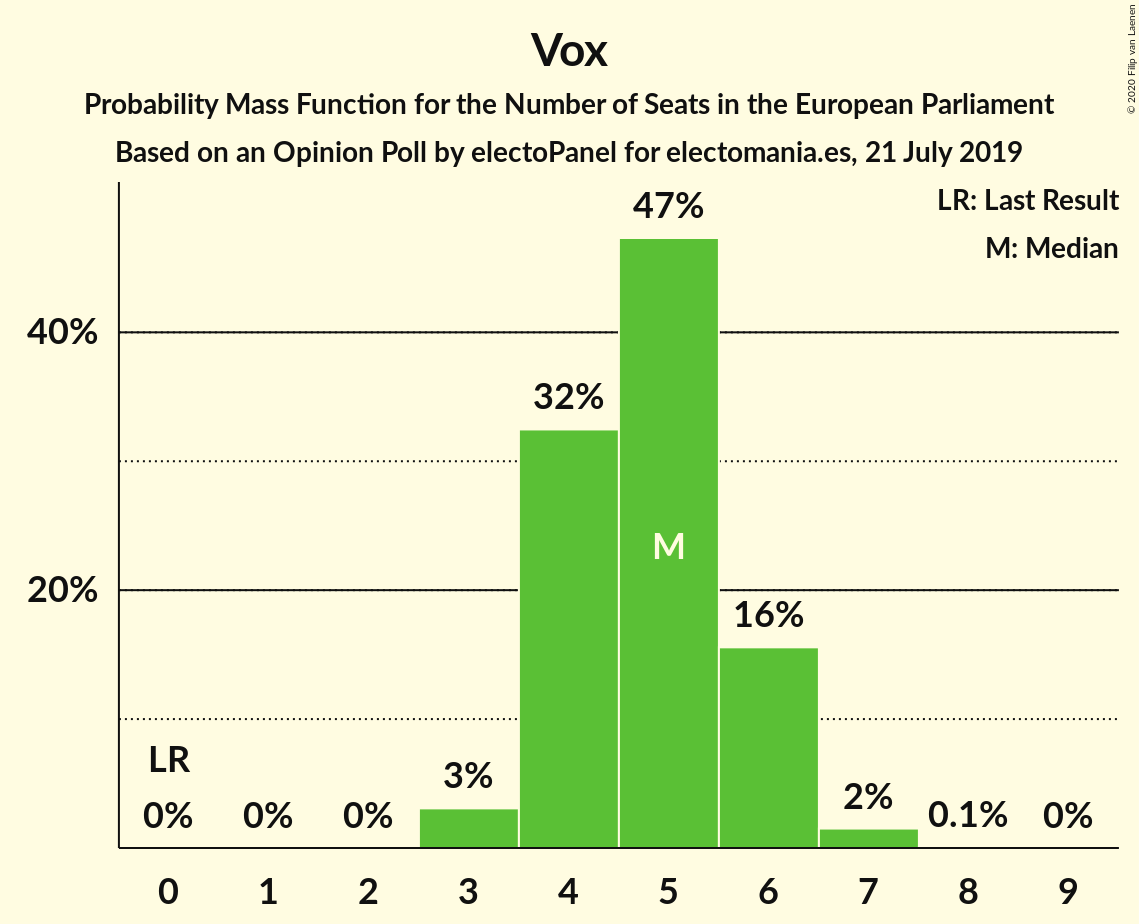 Vox
Probability Mass Function for the Number of Seats in the European Parliament
Based on an Opinion Poll by electoPanel for electomania.es, 21 July 2019
© 2020 Filip van Laenen
LR: Last Result
M: Median
47%
40%
32%
M
20%
16%
LR
3%
2%
0%
0%
0%
0.1%
0%
0 1 2 3 4 5 6 7 8 9